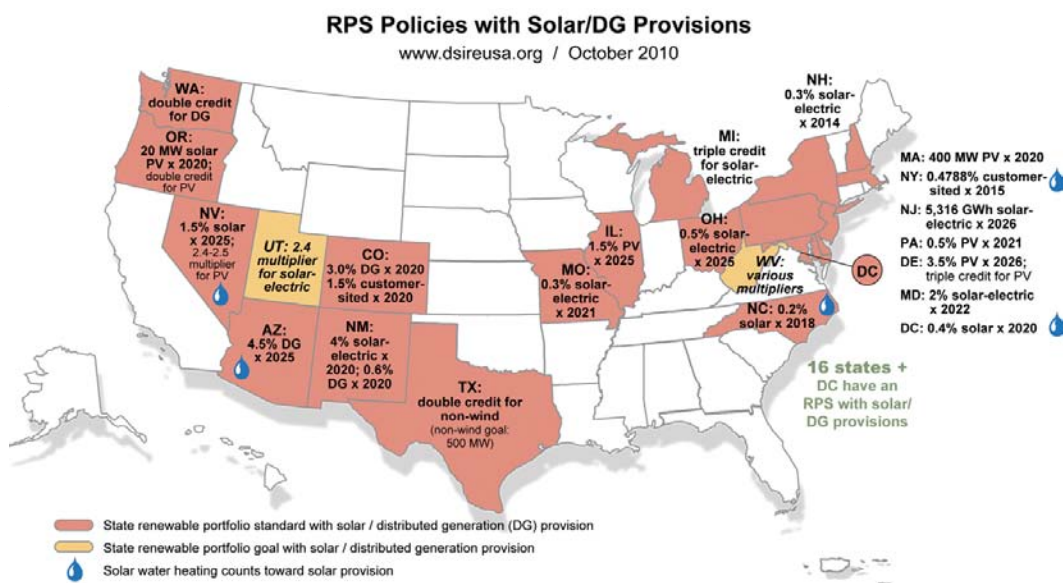 RPS Policies with Solar/DG Provisions
www.dsireusa.org / October 2010
WA:
double credit
for DG
OR:
20 MW solar
PV x 2020;
double credit
for PV
NV:
1.5% solar x
2025;
2.4-2.5
multiplier
for PV
UT: 2.4
multiplier
for solar-
electric
CO:
3.0% DG x 2020
1.5% customer-
sited x 2020
AZ:
4.5% DG
x 2025
NM:
4% solar-
electric x
2020; 0.6%
DG x 2020
TX:
double credit for
non-wind
(non-wind goal:
500 MW)
MO:
0.3% solar-
electric x
2021
IL:
1.5% PV
x 2025
MI:
triple credit
for solar-
electric
OH:
0.5% solar-
electric x
2025
WV:
various
multipliers
NC: 0.2%
solar x 2018
DC
NH:
0.3% solar-
electric
x 2014
MA: 400 MW PV x 2020
NY: 0.4788% customer-
sited x 2015
NJ: 5,316 GWh solar-
electric x 2026
PA: 0.5% PV x 2021
DE: 3.5% PV x 2026;
triple credit for PV
MD: 2% solar-electric
x 2022
DC: 0.4% solar x 2020
16 states +
DC have an
RPS with solar/
DG provisions
State renewable portfolio standard with solar / distributed generation (DG) provision
State renewable portfolio goal with solar / distributed generation provision
Solar water heating counts toward solar provision